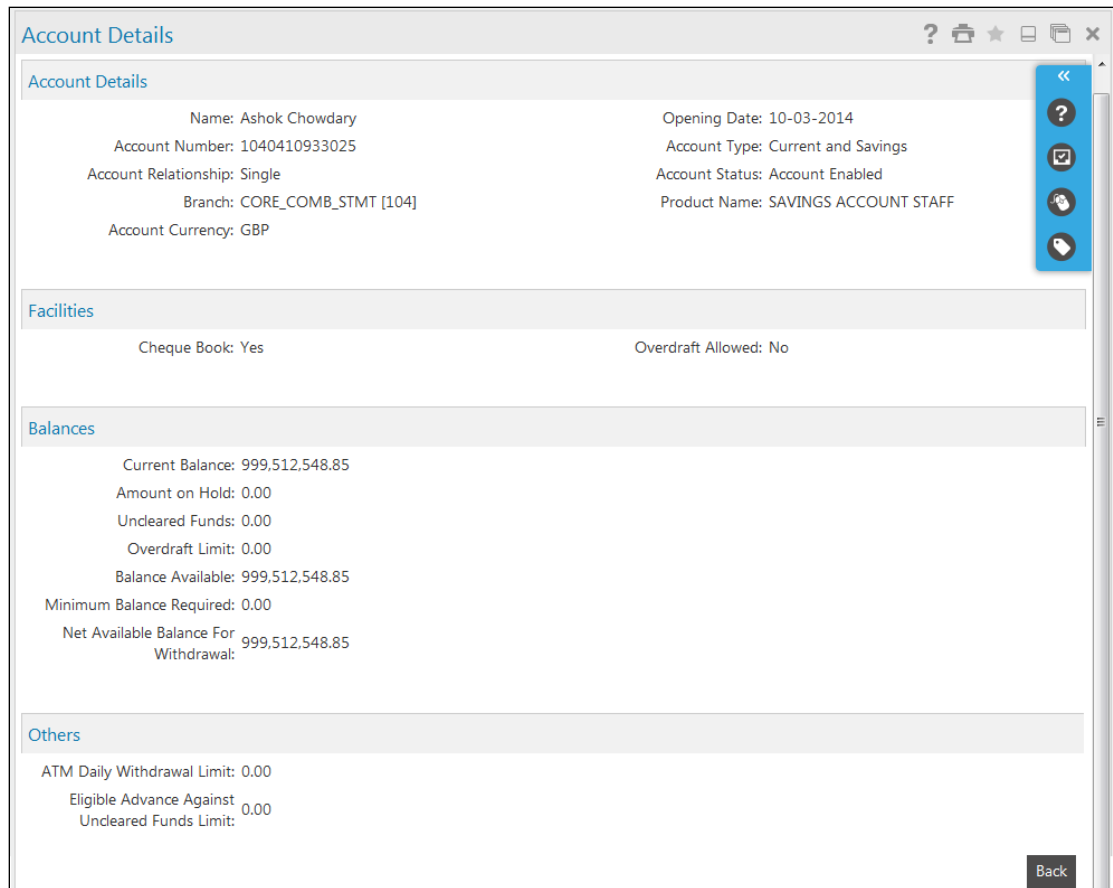 Account Details
Account Details
Name: Ashok Chowdary
Opening Date: 10-03-2014
Account Number: 1040410933025
Account Type: Current and Savings
Account Relationship: Single
Account Status: Account Enabled
Branch: CORE_COMB_STMT [104]
Product Name: SAVINGS ACCOUNT STAFF
Account Currency: GBP
Facilities
Cheque Book: Yes
Overdraft Allowed: No
Balances
Current Balance: 999,512,548.85
Amount on Hold: 0.00
Uncleared Funds: 0.00
Overdraft Limit: 0.00
Balance Available: 999,512,548.85
Minimum Balance Required: 0.00
Net Available Balance For
Withdrawal: 999,512,548.85
Others
ATM Daily Withdrawal Limit: 0.00
Eligible Advance Against
Uncleared Funds Limit: 0.00
Back